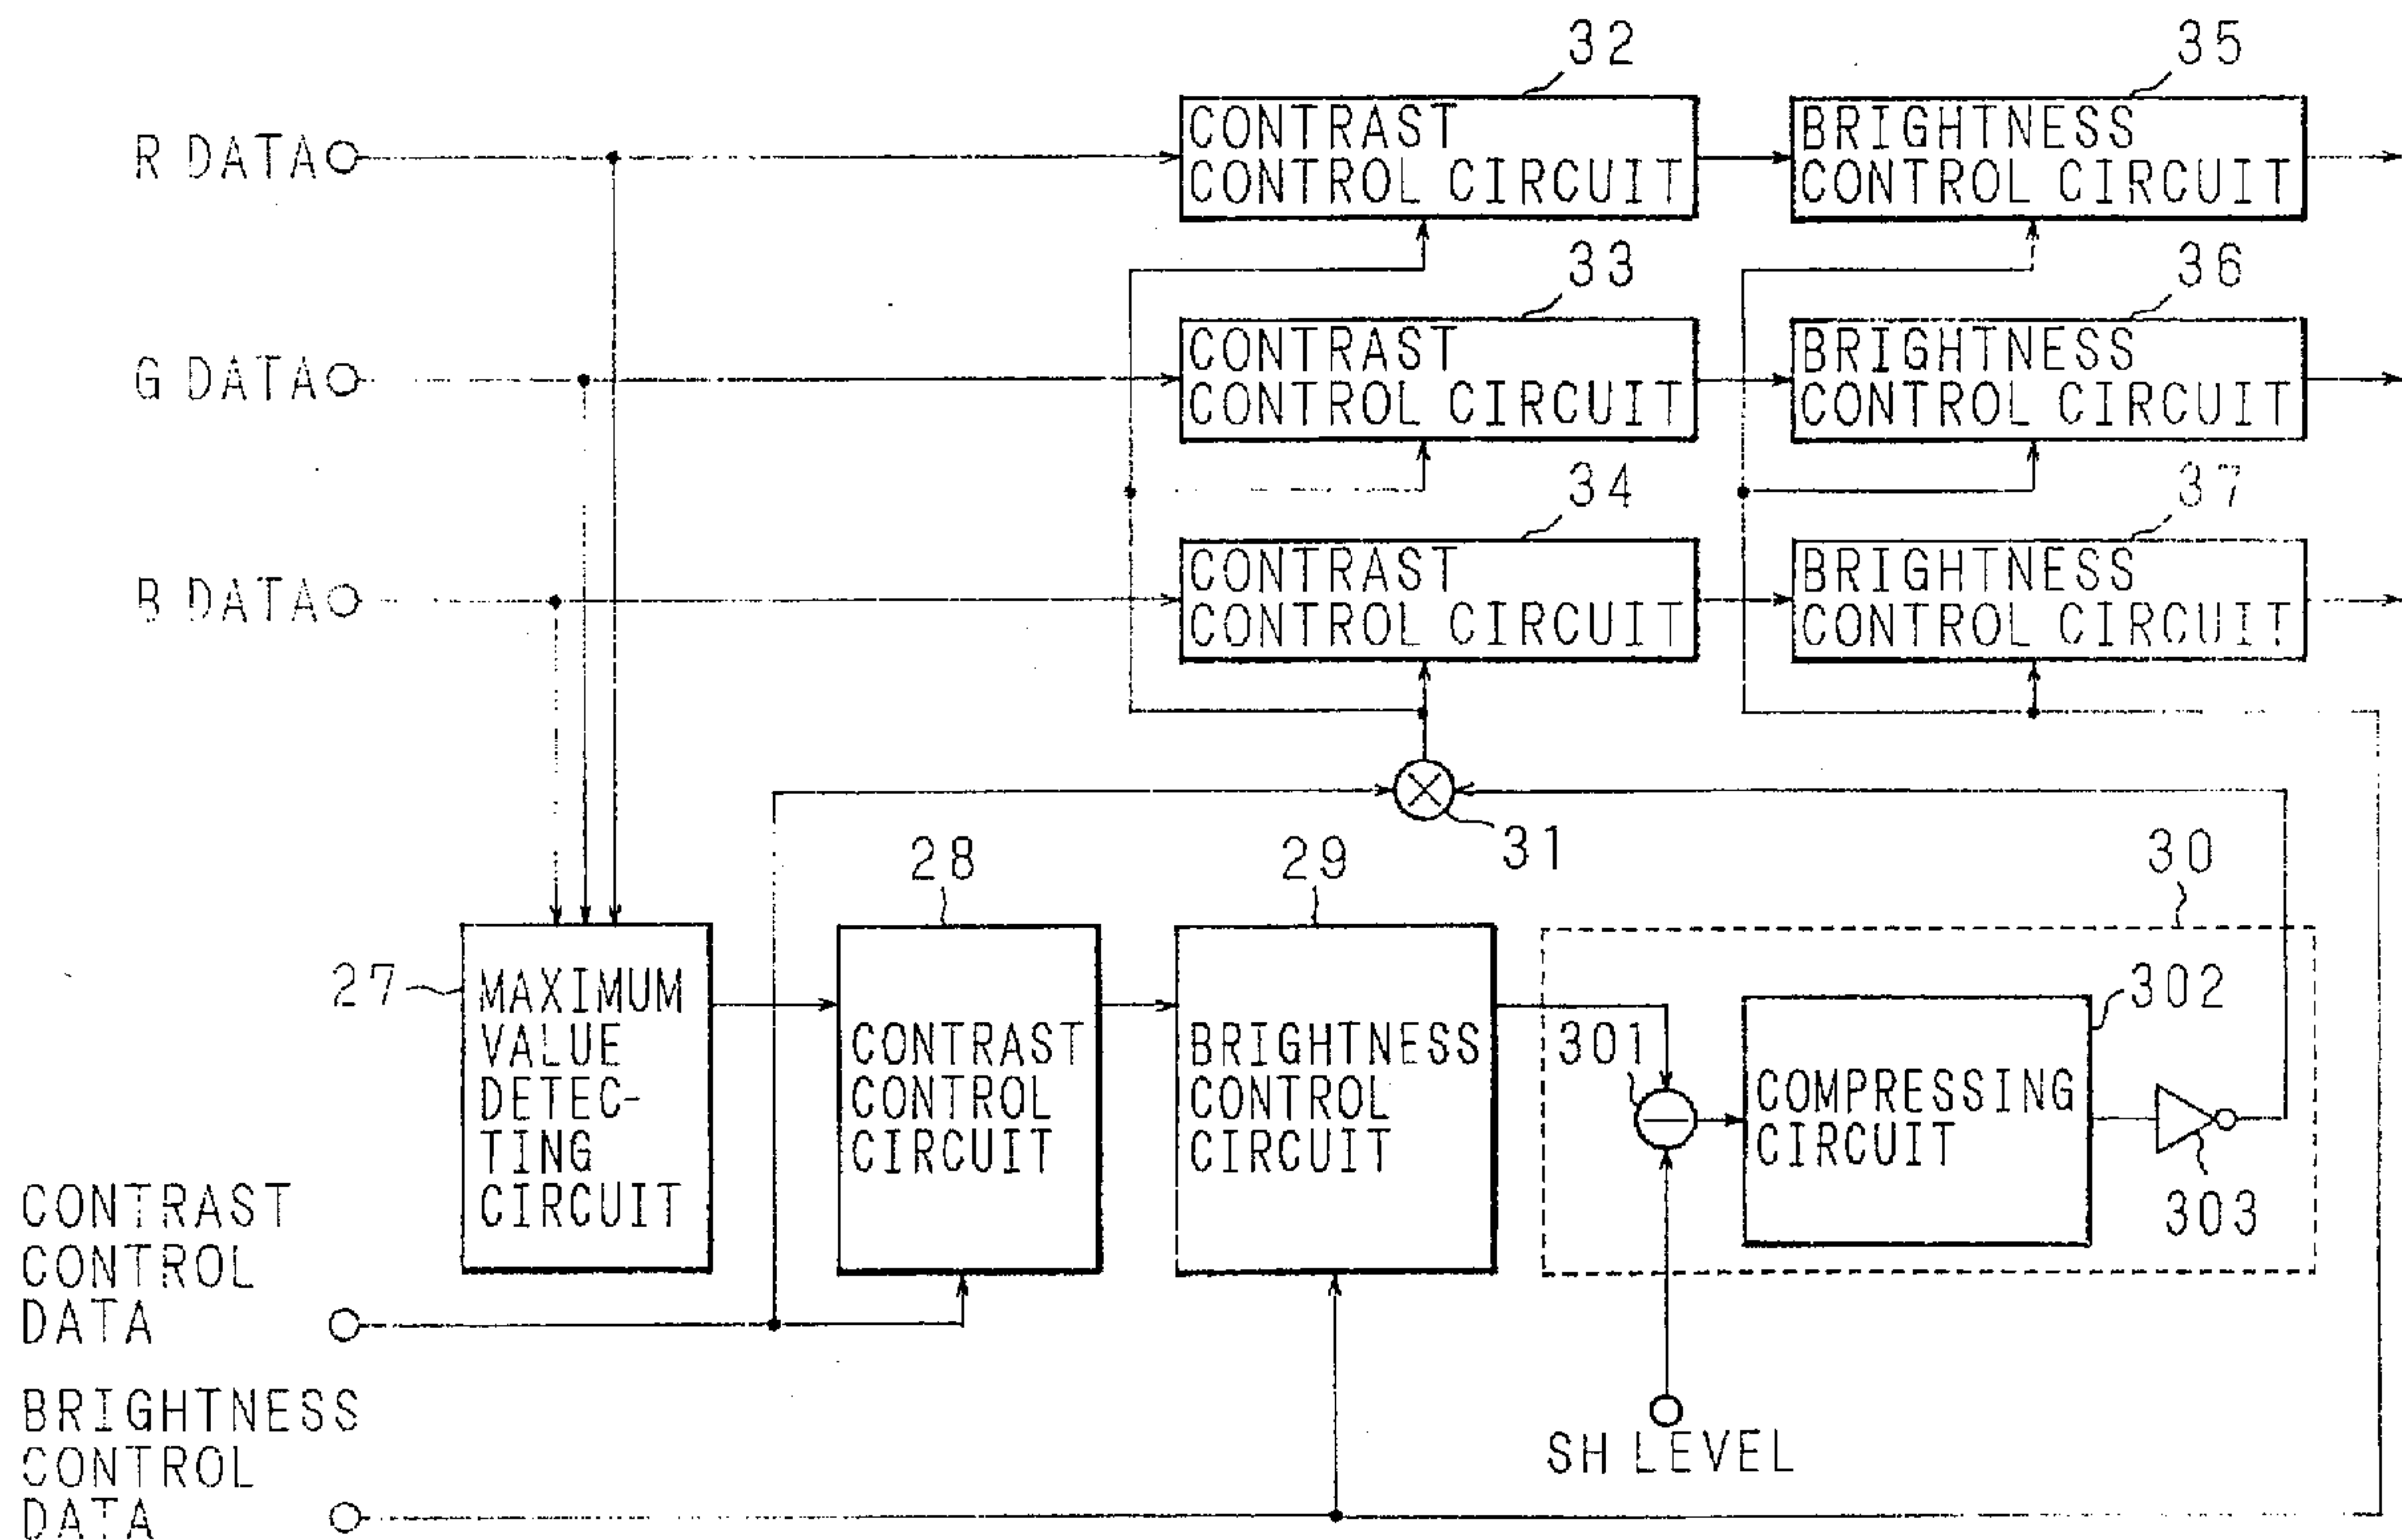 32
35
R DATA
CONTRAST
CONTROL CIRCUIT
BRIGHTNESS
CONTROL CIRCUIT
33
36
G DATA
CONTRAST
CONTROL CIRCUIT
BRIGHTNESS
CONTROL CIRCUIT
34
37
B DATA
CONTRAST
CONTROL CIRCUIT
BRIGHTNESS
CONTROL CIRCUIT
31
28
29
30
27
MAXIMUM
VALUE
DETEC-
TING
CIRCUIT
CONTRAST
CONTROL
CIRCUIT
BRIGHTNESS
CONTROL
CIRCUIT
301
302
COMPRESSING
CIRCUIT
303
CONTRAST
CONTROL
DATA
SH LEVEL
BRIGHTNESS
CONTROL
DATA